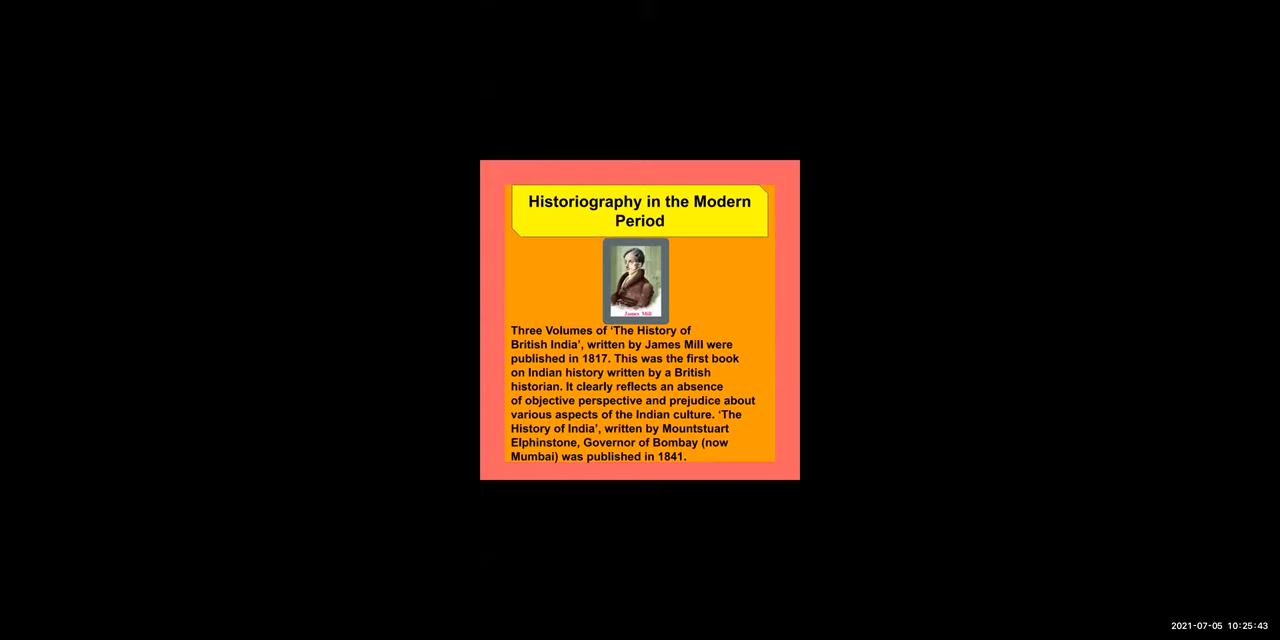 Historiography in the Modern
Period
James Mill
Three Volumes of ‘The History of
British India’, written by James Mill were
published in 1817. This was the first book
on Indian history written by a British
historian. It clearly reflects an absence
of objective perspective and prejudice about
various aspects of the Indian culture. ‘The
History of India’, written by Mountstuart
Elphinstone, Governor of Bombay (now
Mumbai) was published in 1841.
2021-07-05 10:25:43